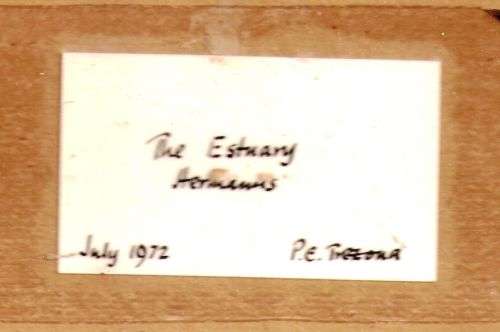 The Estuary
Hermanus
July 1972 P.E. Trezona